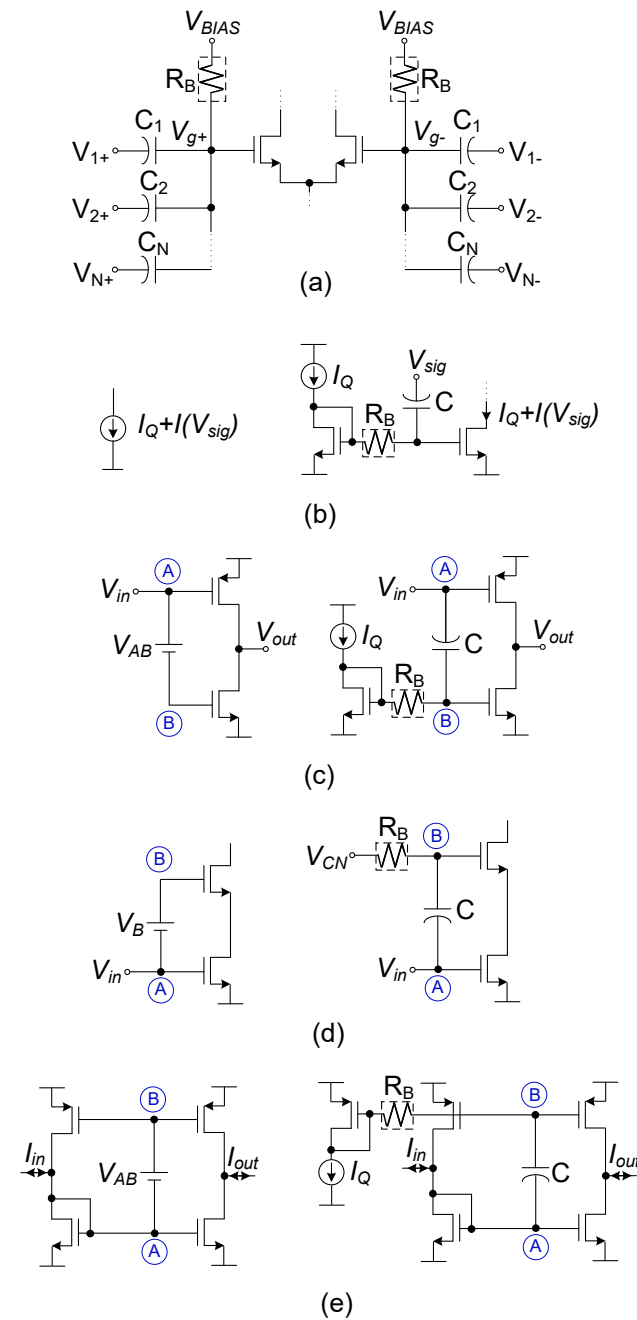 V_BIAS V_BIAS
R_B R_B
C_1 V_g+ V_g- C_1
V_1+ V_1-
C_2 C_2
V_2+ V_2-
C_N C_N
V_N+ V_N-
(a)
I_Q V_sig
I_Q+I(V_sig) R_B C I_Q+I(V_sig)
(b)
A A
V_in V_in
V_AB V_out I_Q C V_out
R_B
B B
(c)
R_B
B V_CN B
V_B C
V_in V_in
A A
(d)
R_B
B B
I_in V_AB I_out I_Q I_in C I_out
A A
(e)